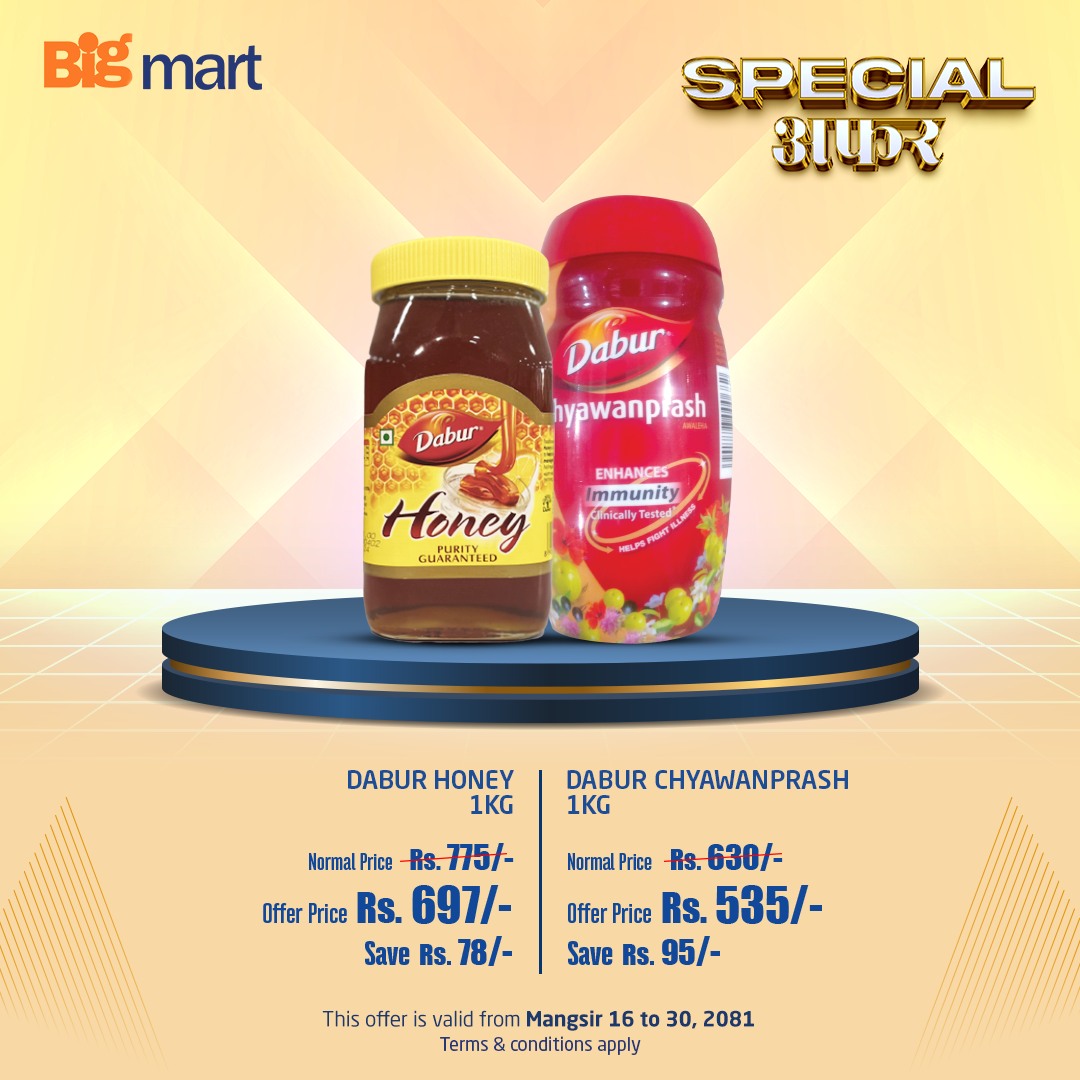 Big mart
SPECIAL
अफर
Dabur
Honey
PURITY
GUARANTEED
Dabur
hyawanprash
AWALEHA
ENHANCES
Immunity
Clinically Tested
HELPS FIGHT ILLNESS
DABUR HONEY
1KG
Normal Price Rs. 775/-
Offer Price Rs. 697/-
Save Rs. 78/-
DABUR CHYAWANPRASH
1KG
Normal Price Rs. 630/-
Offer Price Rs. 535/-
Save Rs. 95/-
This offer is valid from Mangsir 16 to 30, 2081
Terms & conditions apply